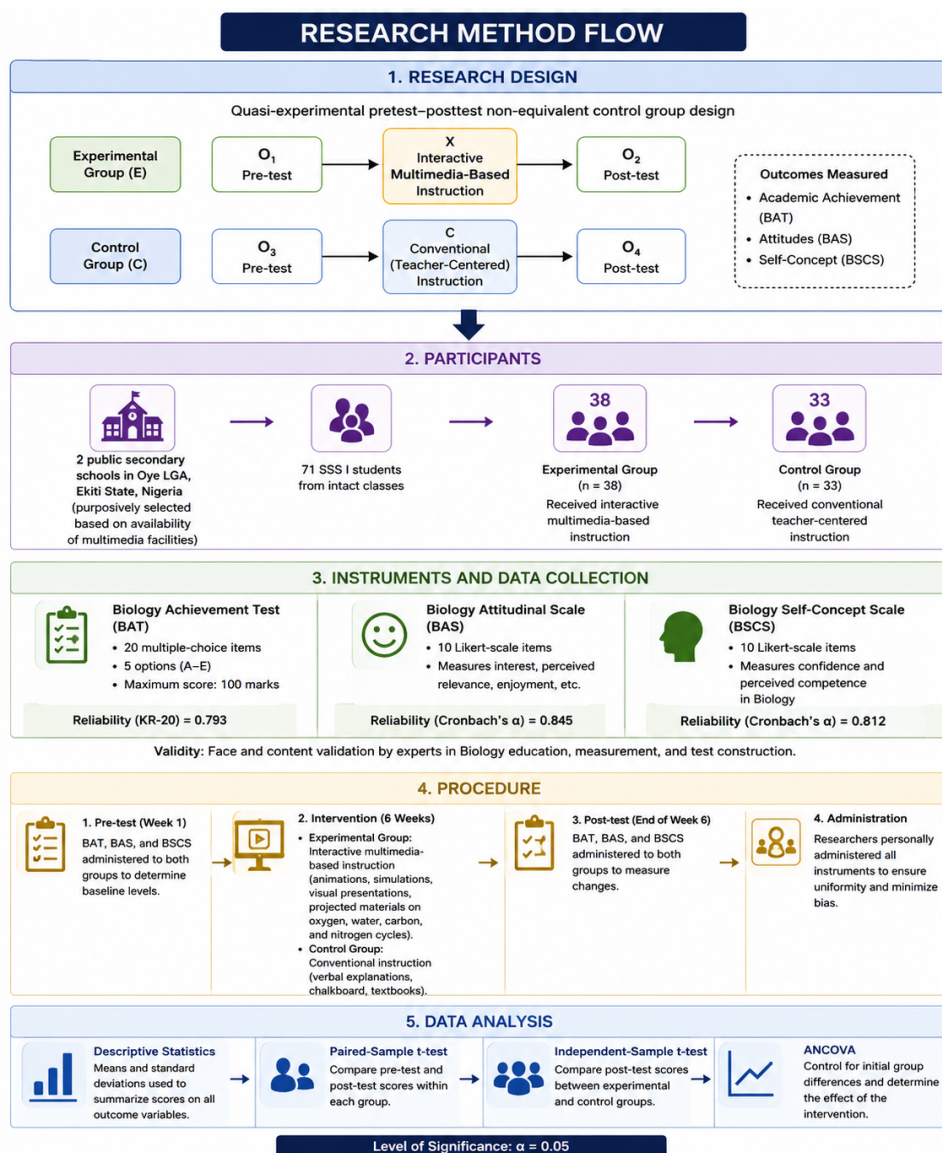 RESEARCH METHOD FLOW
1. RESEARCH DESIGN
Quasi-experimental pretest–posttest non-equivalent control group design
Experimental
Group (E)
O₁
Pre-test
X
Interactive
Multimedia-Based
Instruction
O₂
Post-test
Control
Group (C)
O₃
Pre-test
C
Conventional
(Teacher-Centered)
Instruction
O₄
Post-test
Outcomes Measured
• Academic Achievement
(BAT)
• Attitudes (BAS)
• Self-Concept (BSCS)
2. PARTICIPANTS
2 public secondary
schools in Oye LGA,
Ekiti State, Nigeria
(purposively selected
based on availability
of multimedia facilities)
71 SSS I students
from intact classes
38
Experimental Group
(n = 38)
Received interactive
multimedia-based
instruction
33
Control Group
(n = 33)
Received conventional
teacher-centered
instruction
3. INSTRUMENTS AND DATA COLLECTION
Biology Achievement Test
(BAT)
• 20 multiple-choice items
• 5 options (A–E)
• Maximum score: 100 marks
Reliability (KR-20) = 0.793
Biology Attitudinal Scale
(BAS)
• 10 Likert-scale items
• Measures interest, perceived
relevance, enjoyment, etc.
Reliability (Cronbach's α) = 0.845
Biology Self-Concept Scale
(BSCS)
• 10 Likert-scale items
• Measures confidence and
perceived competence
in Biology
Reliability (Cronbach's α) = 0.812
Validity: Face and content validation by experts in Biology education, measurement, and test construction.
4. PROCEDURE
1. Pre-test (Week 1)
BAT, BAS, and BSCS
administered to both
groups to determine
baseline levels.
2. Intervention (6 Weeks)
• Experimental Group:
Interactive multimedia-
based instruction
(animations, simulations,
visual presentations,
projected materials on
oxygen, water, carbon,
and nitrogen cycles).
• Control Group:
Conventional instruction
(verbal explanations,
chalkboard, textbooks).
3. Post-test (End of Week 6)
BAT, BAS, and BSCS
administered to both
groups to measure
changes.
4. Administration
Researchers personally
administered all
instruments to ensure
uniformity and minimize
bias.
5. DATA ANALYSIS
Descriptive Statistics
Means and standard
deviations used to
summarize scores on all
outcome variables.
Paired-Sample t-test
Compare pre-test and
post-test scores within
each group.
Independent-Sample t-test
Compare post-test scores
between experimental
and control groups.
ANCOVA
Control for initial group
differences and determine
the effect of the
intervention.
Level of Significance: α = 0.05